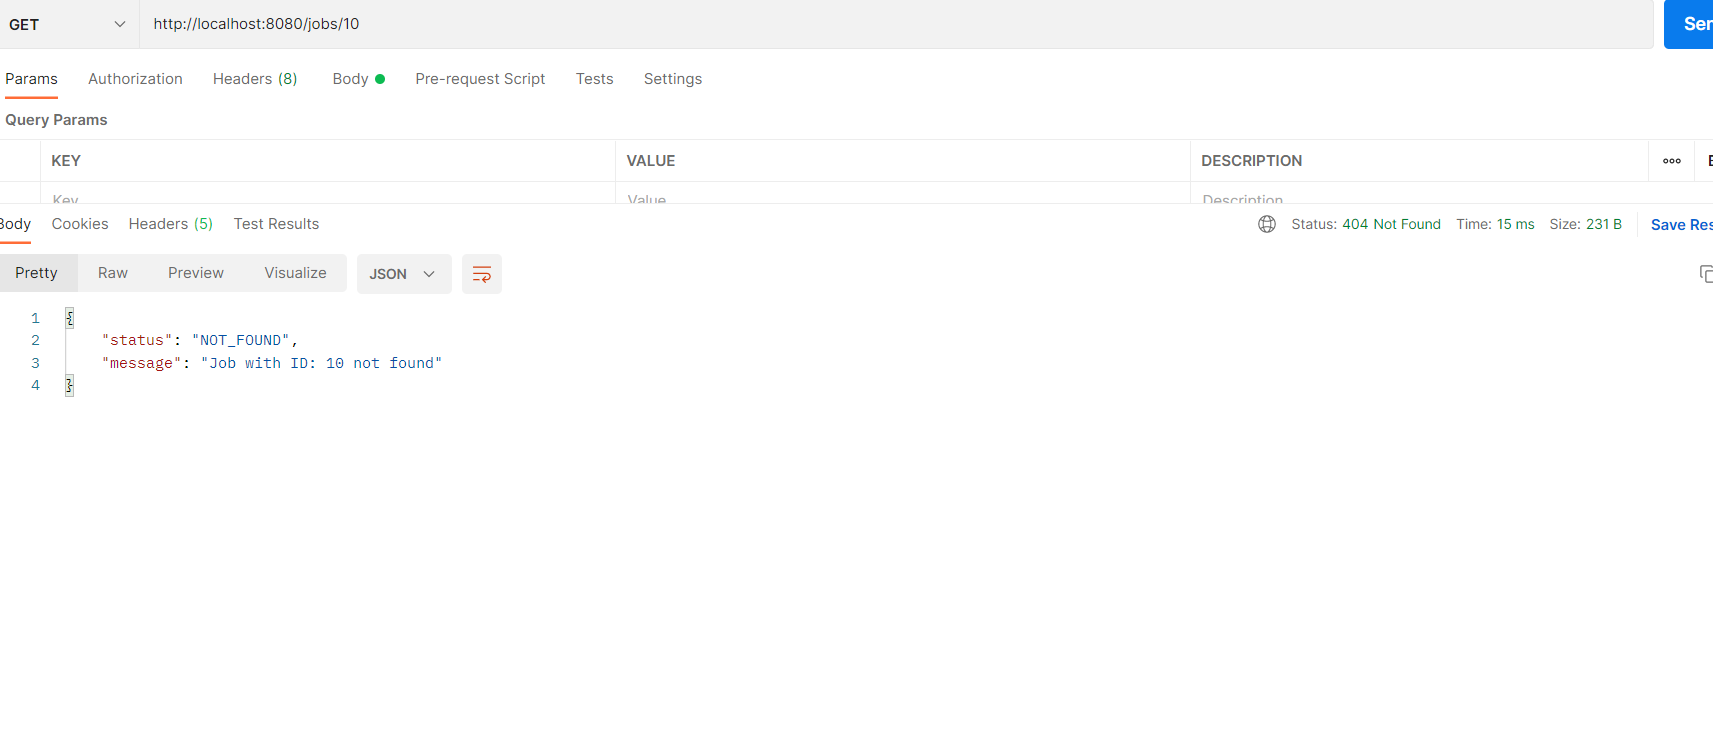 GET http://localhost:8080/jobs/10
Params Authorization Headers (8) Body Pre-request Script Tests Settings
Query Params
KEY VALUE DESCRIPTION
Key Value Description
Body Cookies Headers (5) Test Results Status: 404 Not Found Time: 15 ms Size: 231 B Save
Pretty Raw Preview Visualize JSON
1 {
2 "status": "NOT_FOUND",
3 "message": "Job with ID: 10 not found"
4 }